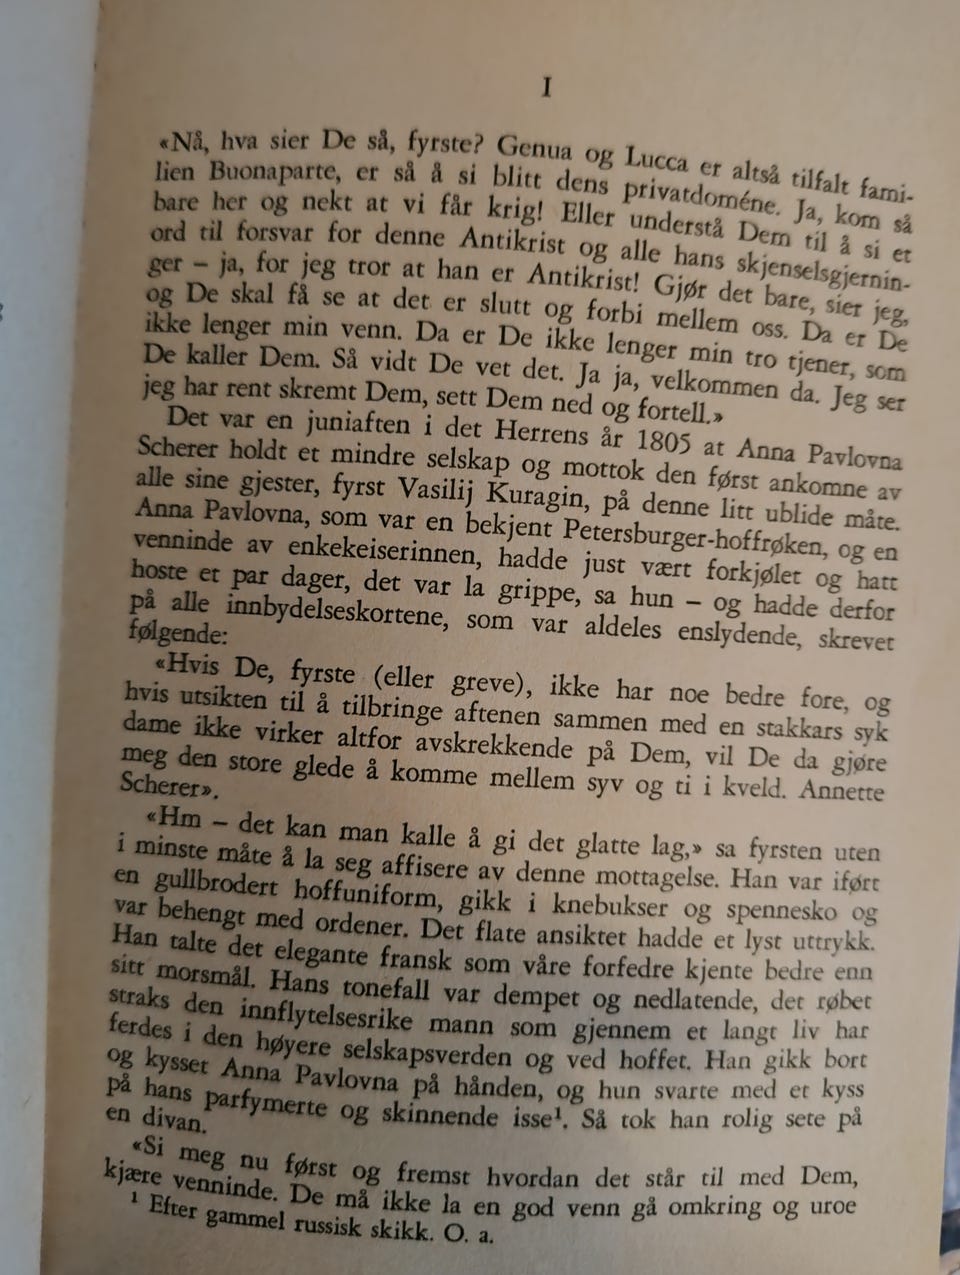 I
«Nå, hva sier De så, fyrste? Genua og Lucca er altså tilfalt fami-
lien Buonaparte, er så å si blitt dens privatdoméne. Ja, kom så
bare her og nekt at vi får krig! Eller understå Dem til å si et
ord til forsvar for denne Antikrist og alle hans skjenselsgjernin-
ger – ja, for jeg tror at han er Antikrist! Gjør det bare, sier jeg,
og De skal få se at det er slutt og forbi mellem oss. Da er De
ikke lenger min venn. Da er De ikke lenger min tro tjener, som
De kaller Dem. Så vidt De vet det. Ja ja, velkommen da. Jeg ser
jeg har rent skremt Dem, sett Dem ned og fortell.»
Det var en juniaften i det Herrens år 1805 at Anna Pavlovna
Scherer holdt et mindre selskap og mottok den først ankomne av
alle sine gjester, fyrst Vasilij Kuragin, på denne litt ublide måte.
Anna Pavlovna, som var en bekjent Petersburger-hoffrøken, og en
venninde av enkekeiserinnen, hadde just vært forkjølet og hatt
hoste et par dager, det var la grippe, sa hun – og hadde derfor
på alle innbydelseskortene, som var aldeles enslydende, skrevet
følgende:
«Hvis De, fyrste (eller greve), ikke har noe bedre fore, og
hvis utsikten til å tilbringe aftenen sammen med en stakkars syk
dame ikke virker altfor avskrekkende på Dem, vil De da gjøre
meg den store glede å komme mellem syv og ti i kveld. Annette
Scherer».
«Hm – det kan man kalle å gi det glatte lag,» sa fyrsten uten
i minste måte å la seg affisere av denne mottagelse. Han var iført
en gullbrodert hoffuniform, gikk i knebukser og spennesko og
var behengt med ordener. Det flate ansiktet hadde et lyst uttrykk.
Han talte det elegante fransk som våre forfedre kjente bedre enn
sitt morsmål. Hans tonefall var dempet og nedlatende, det røbet
straks den innflytelsesrike mann som gjennem et langt liv har
ferdes i den høyere selskapsverden og ved hoffet. Han gikk bort
og kysset Anna Pavlovna på hånden, og hun svarte med et kyss
på hans parfymerte og skinnende isse¹. Så tok han rolig sete på
en divan.
«Si meg nu først og fremst hvordan det står til med Dem,
kjære venninde. De må ikke la en god venn gå omkring og uroe
¹ Efter gammel russisk skikk. O. a.